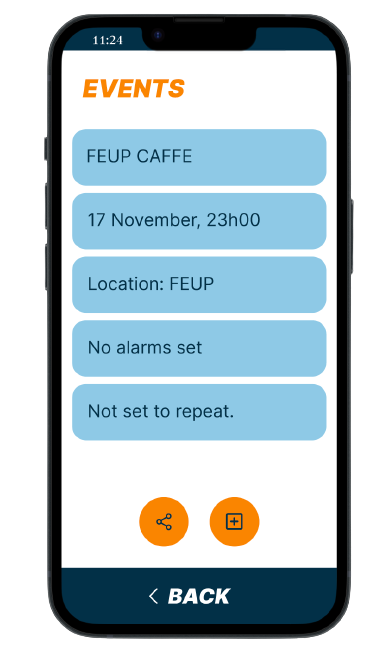 11:24
EVENTS
FEUP CAFFE
17 November, 23h00
Location: FEUP
No alarms set
Not set to repeat.
BACK